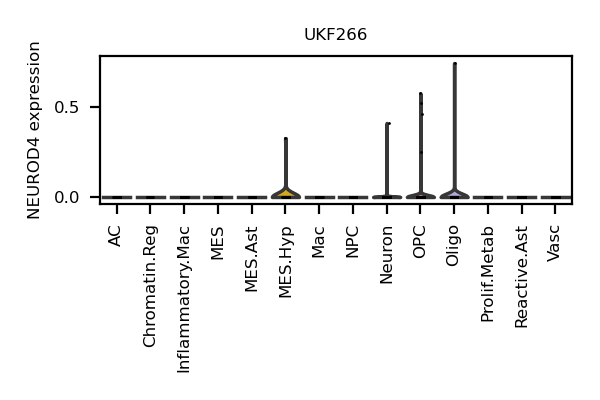 UKF266
NEUROD4 expression
0.5
0.0
AC
Chromatin.Reg
Inflammatory.Mac
MES
MES.Ast
MES.Hyp
Mac
NPC
Neuron
OPC
Oligo
Prolif.Metab
Reactive.Ast
Vasc